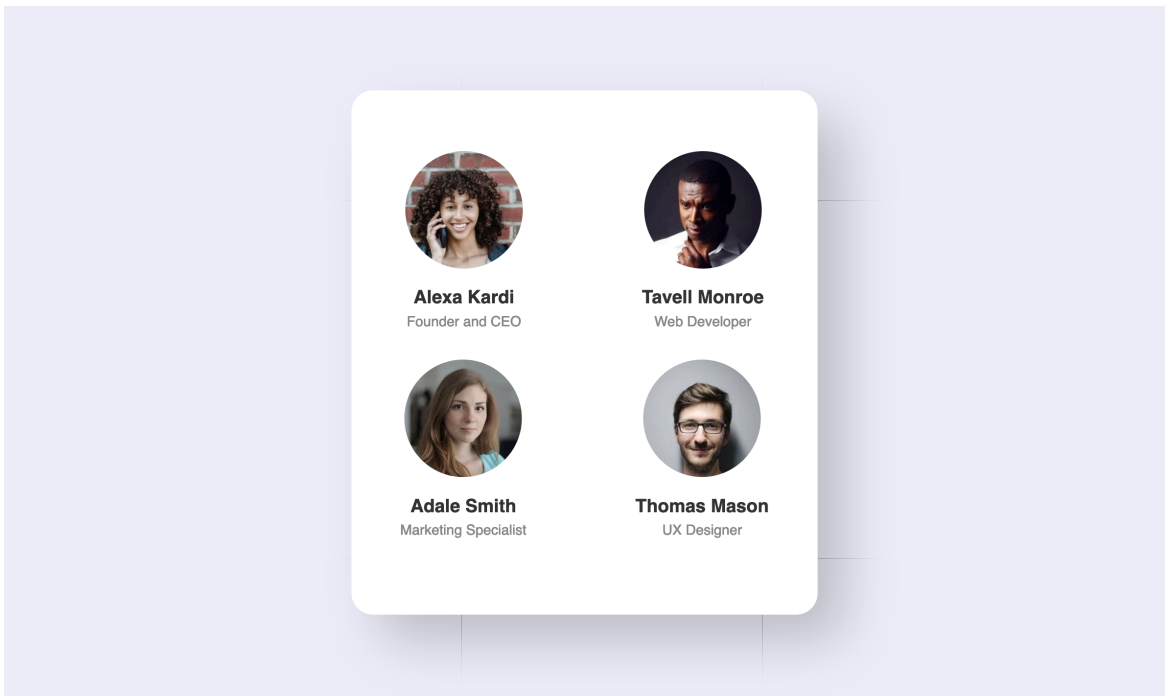 Alexa Kardi
Founder and CEO
Tavell Monroe
Web Developer
Adale Smith
Marketing Specialist
Thomas Mason
UX Designer